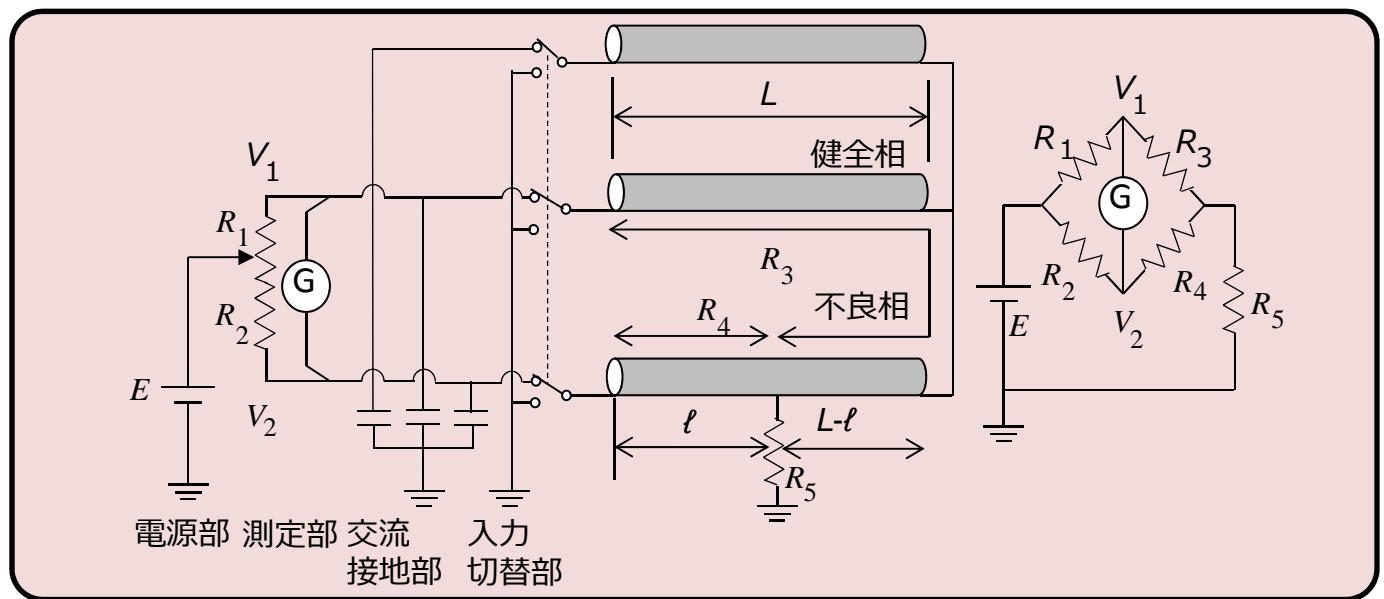 L
健全相
V1
R1
G
R2
E
V2
R3
不良相
R4
ℓ
L-ℓ
R5
電源部
測定部
交流
接地部
入力
切替部
V1
R1
R3
G
R2
R4
V2
E
R5